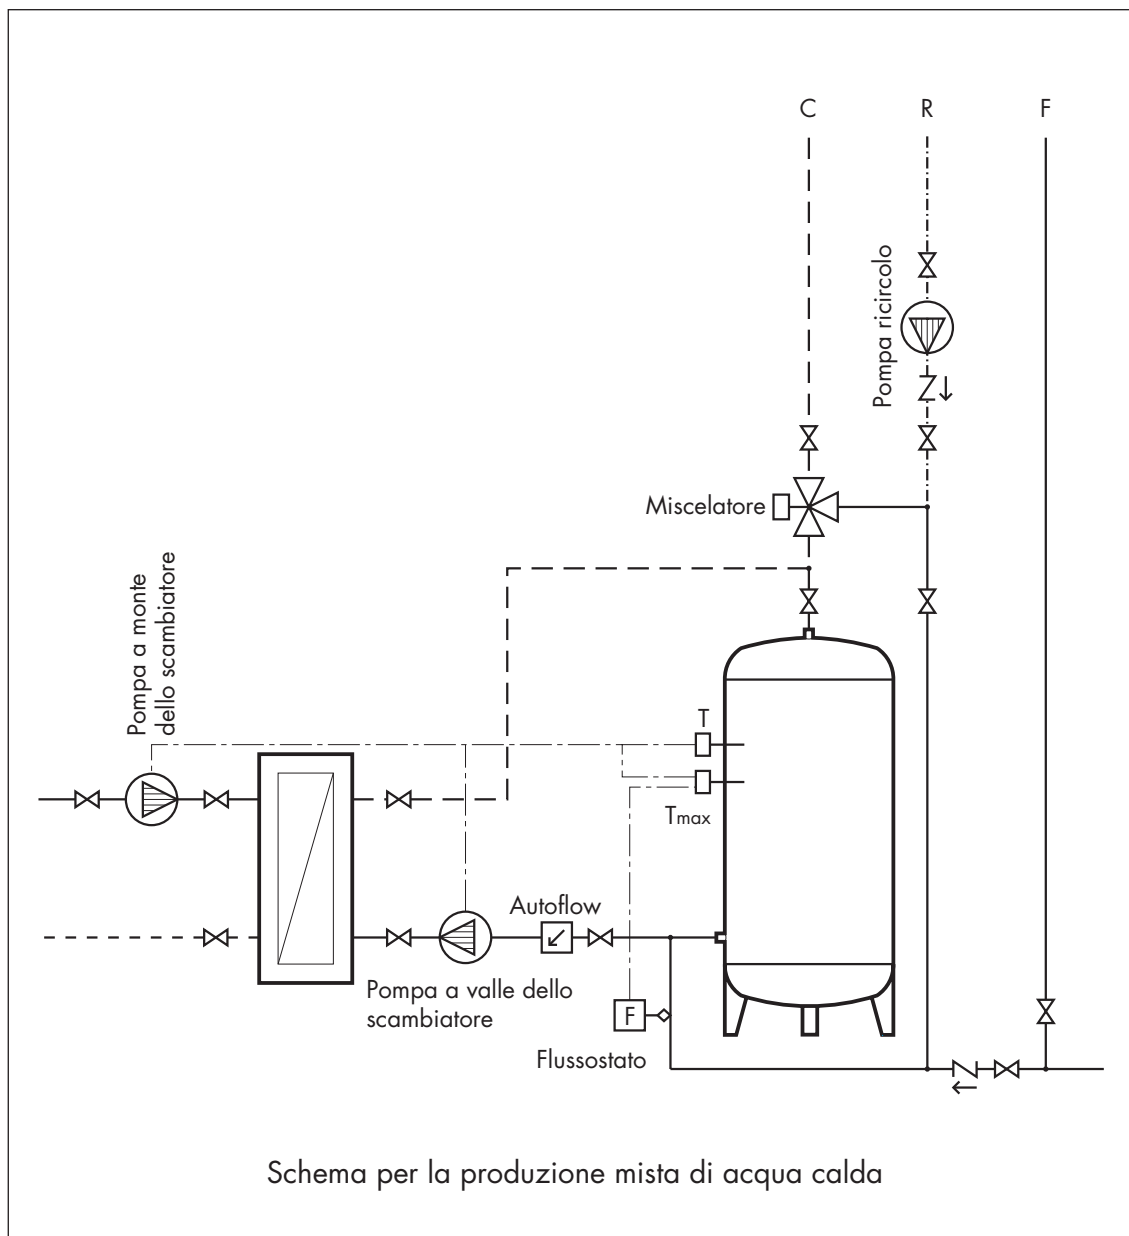 C
R
F
Pompa ricircolo
Miscelatore
Pompa a monte
dello scambiatore
T
Tmax
Autoflow
Pompa a valle dello
scambiatore
F
Flussostato
Schema per la produzione mista di acqua calda